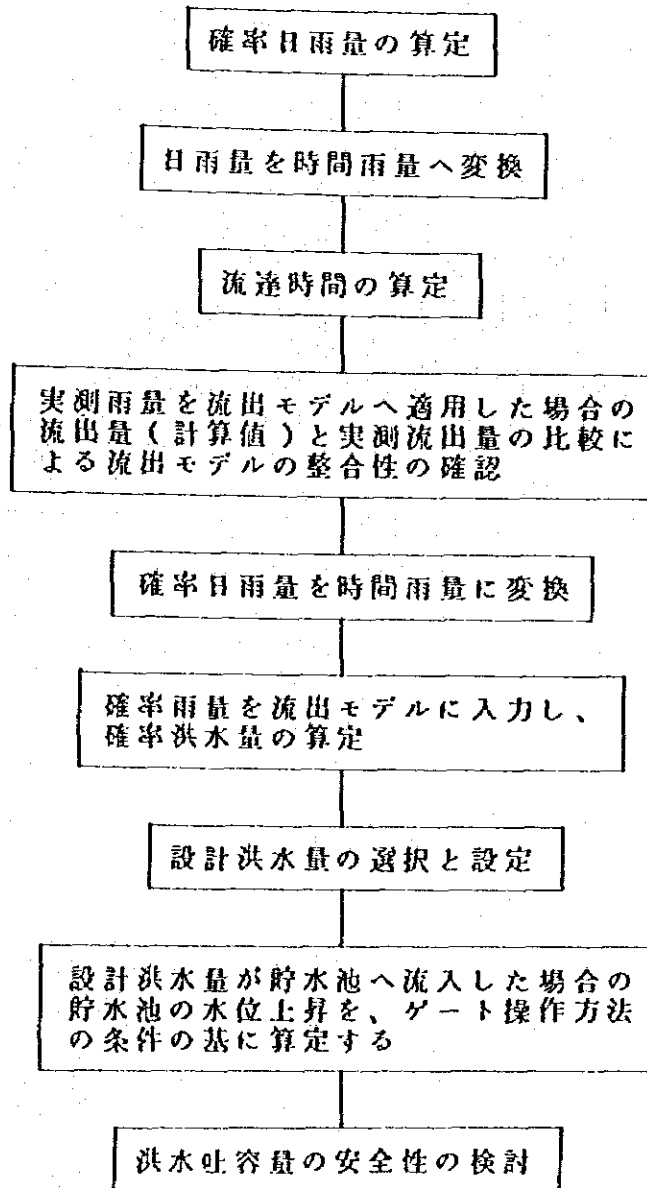 確率日雨量の算定
日雨量を時間雨量へ変換
流達時間の算定
実測雨量を流出モデルへ適用した場合の
流出量(計算値)と実測流出量の比較に
よる流出モデルの整合性の確認
確率日雨量を時間雨量に変換
確率雨量を流出モデルに入力し、
確率洪水量の算定
設計洪水量の選択と設定
設計洪水量が貯水池へ流入した場合の
貯水池の水位上昇を、ゲート操作方法
の条件の基に算定する
洪水吐容量の安全性の検討